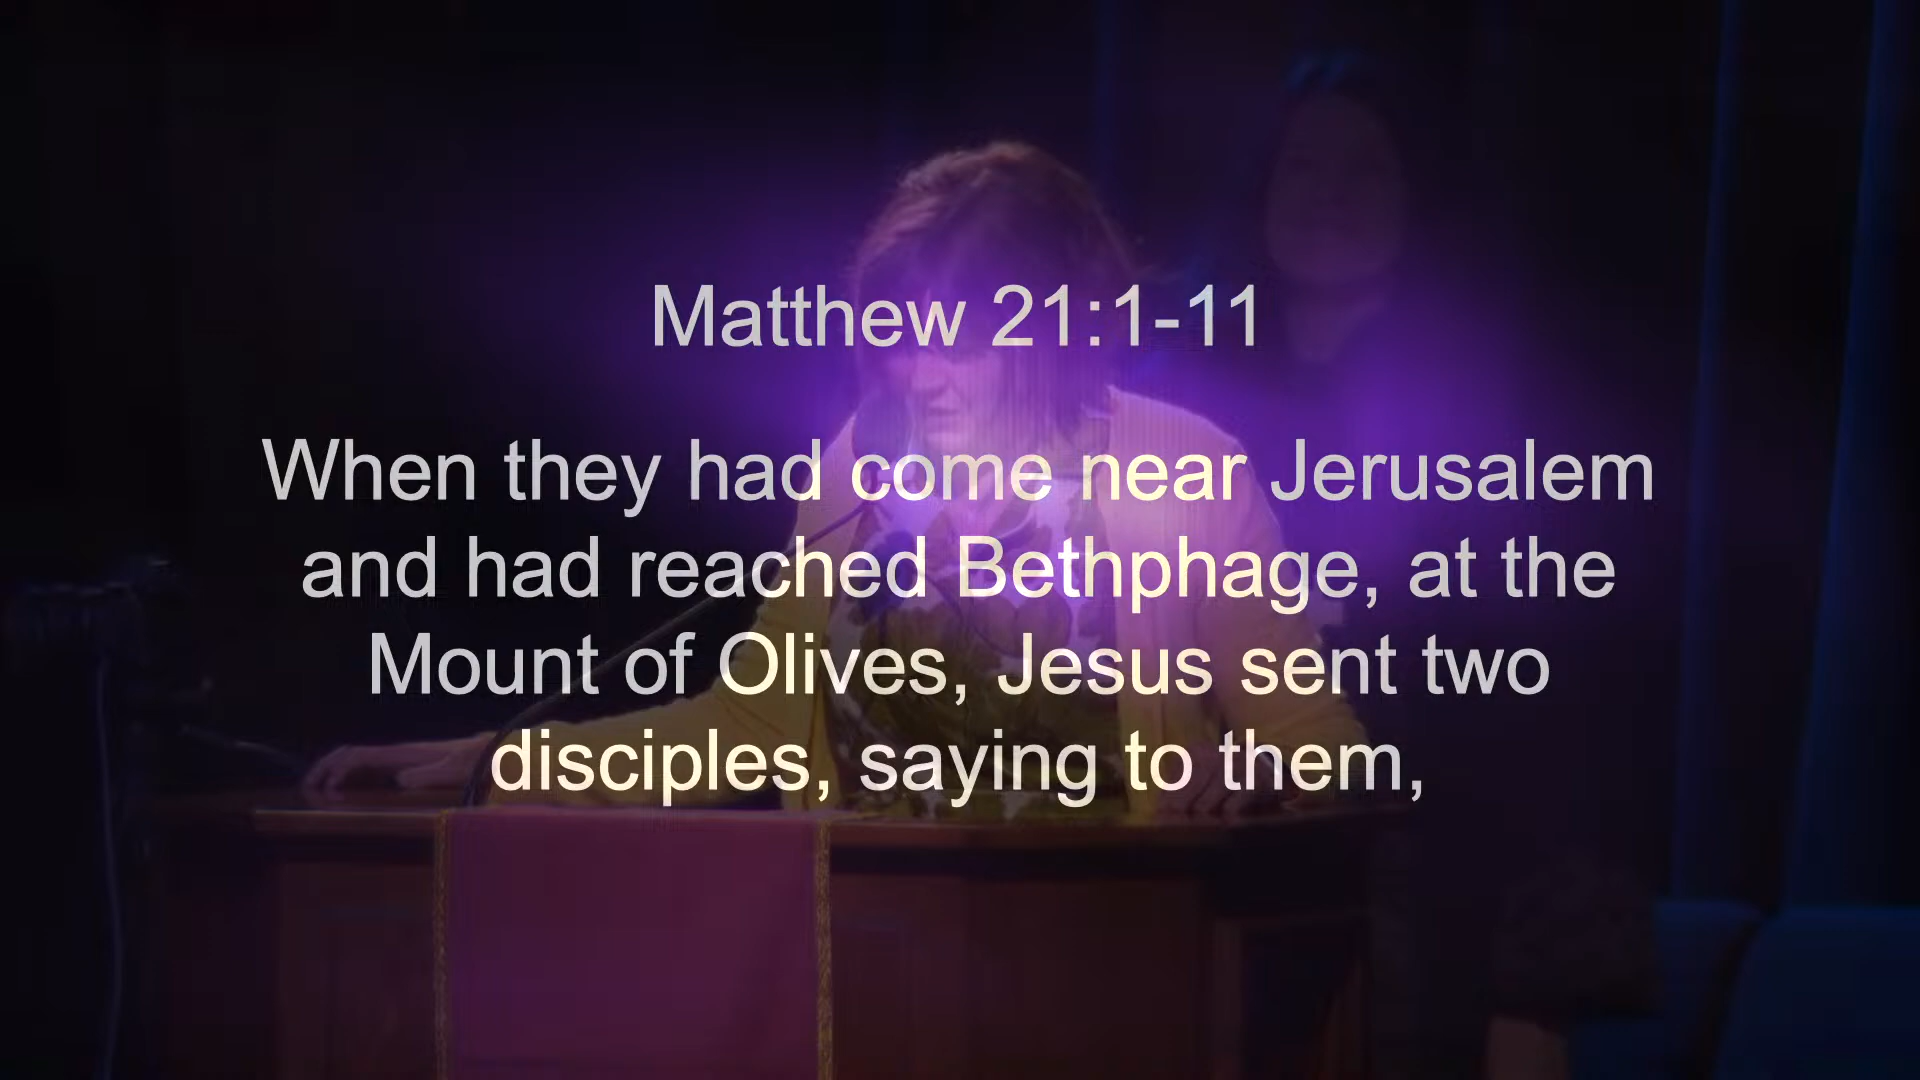 Matthew 21:1-11
When they had come near Jerusalem
and had reached Bethphage, at the
Mount of Olives, Jesus sent two
disciples, saying to them,